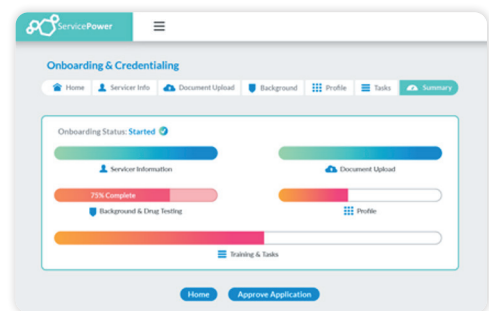 ServicePower
Onboarding & Credentialing
Home
Servicer Info
Document Upload
Background
Profile
Tasks
Summary
Onboarding Status: Started
Servicer Information
Document Upload
75% Complete
Background & Drug Testing
Profile
Training & Tasks
Home
Approve Application